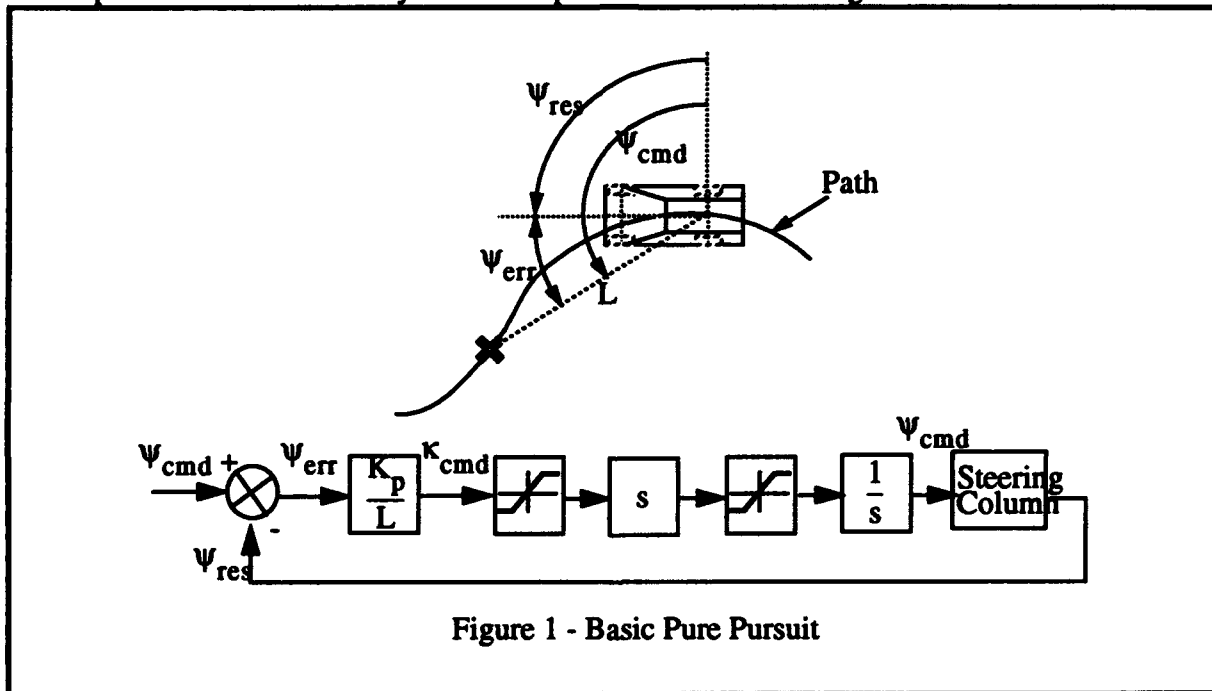 ψres
ψcmd
Path
ψerr
L
ψcmd +
ψerr
Kp
L
κcmd
s
1
s
ψcmd
Steering
Column
-
ψres
Figure 1 - Basic Pure Pursuit